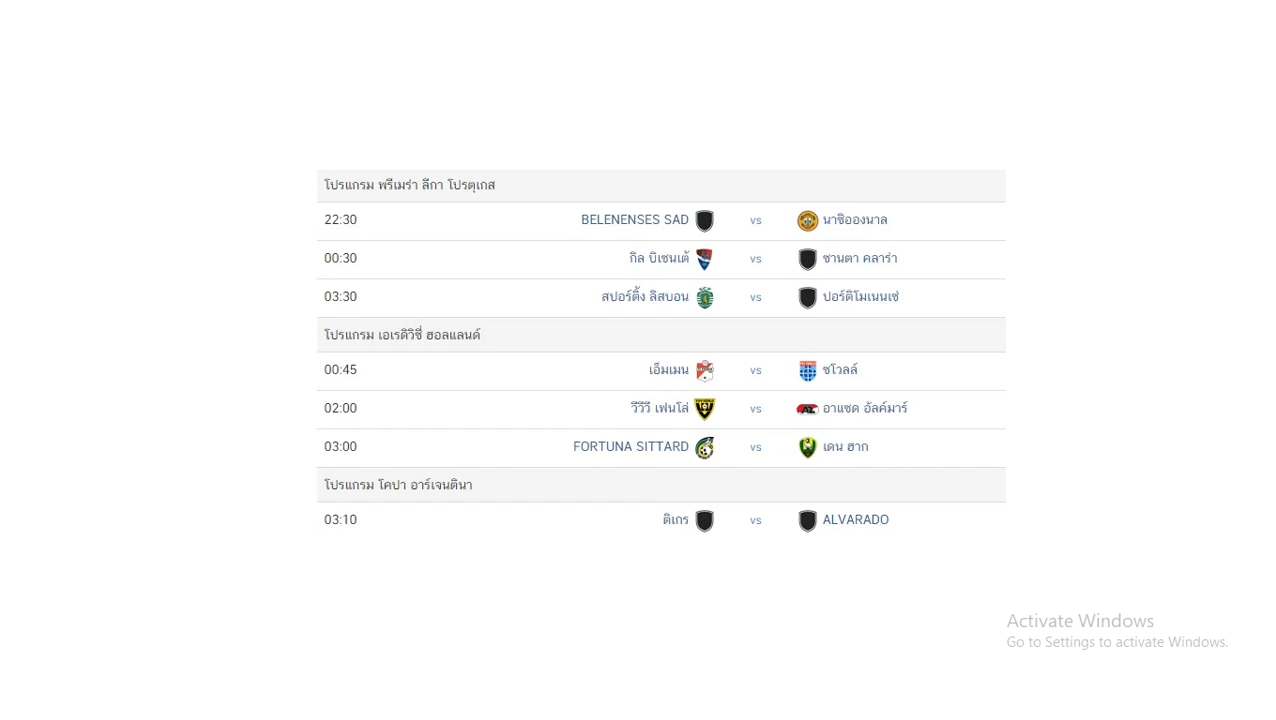 โปรแกรม พรีเมร่า ลีกา โปรตุเกส
22:30 BELENENSES SAD vs นาซิอองนาล
00:30 กิล บิเซนเต้ vs ซานตา คลาร่า
03:30 สปอร์ติ้ง ลิสบอน vs ปอร์ติโมเนนเซ่
โปรแกรม เอเรดิวิซี่ ฮอลแลนด์
00:45 เอ็มเมน vs ซโวลล์
02:00 วีวีวี เฟนโล่ vs อาแซด อัลค์มาร์
03:00 FORTUNA SITTARD vs เดน ฮาก
โปรแกรม โคปา อาร์เจนตินา
03:10 ติเกร vs ALVARADO
Activate Windows
Go to Settings to activate Windows.